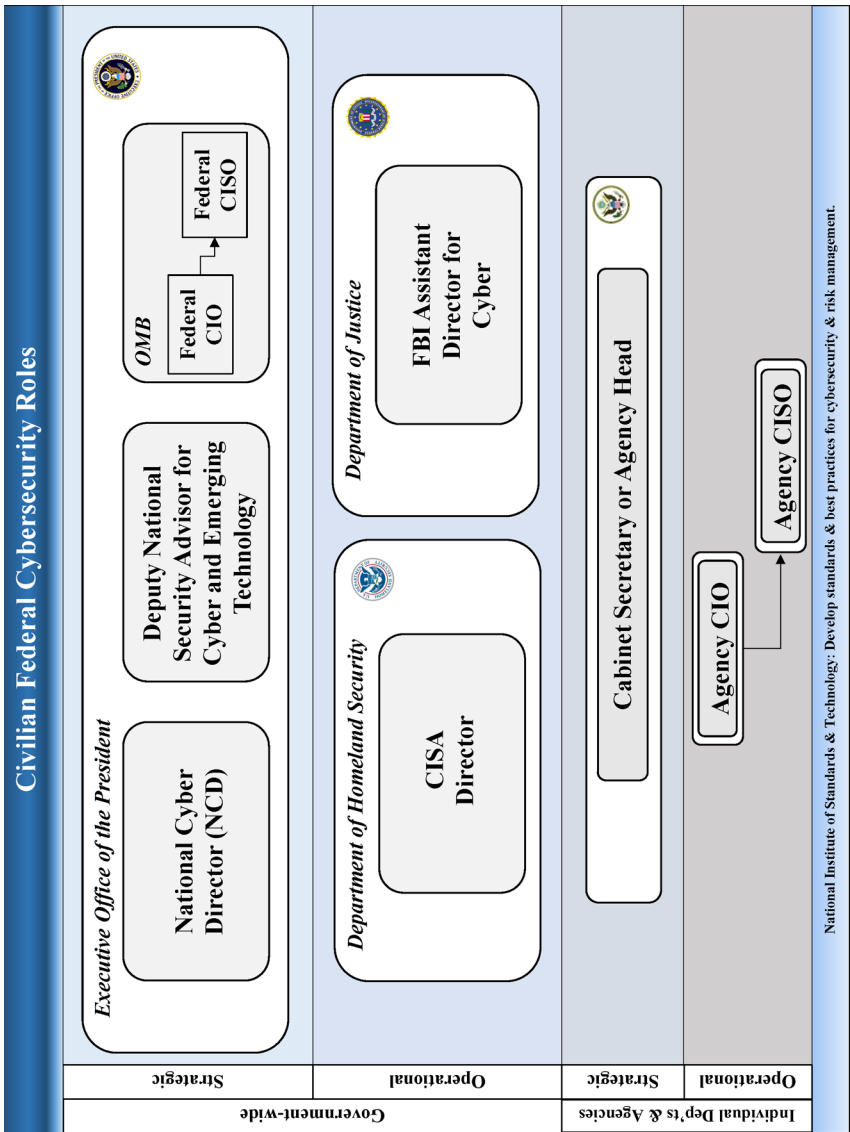 Civilian Federal Cybersecurity Roles
Government-wide
Strategic
Executive Office of the President
National Cyber
Director (NCD)
Deputy National
Security Advisor for
Cyber and Emerging
Technology
OMB
Federal
CIO
Federal
CISO
Operational
Department of Homeland Security
CISA
Director
Department of Justice
FBI Assistant
Director for
Cyber
Individual Dep'ts & Agencies
Strategic
Cabinet Secretary or Agency Head
Operational
Agency CIO
Agency CISO
National Institute of Standards & Technology: Develop standards & best practices for cybersecurity & risk management.